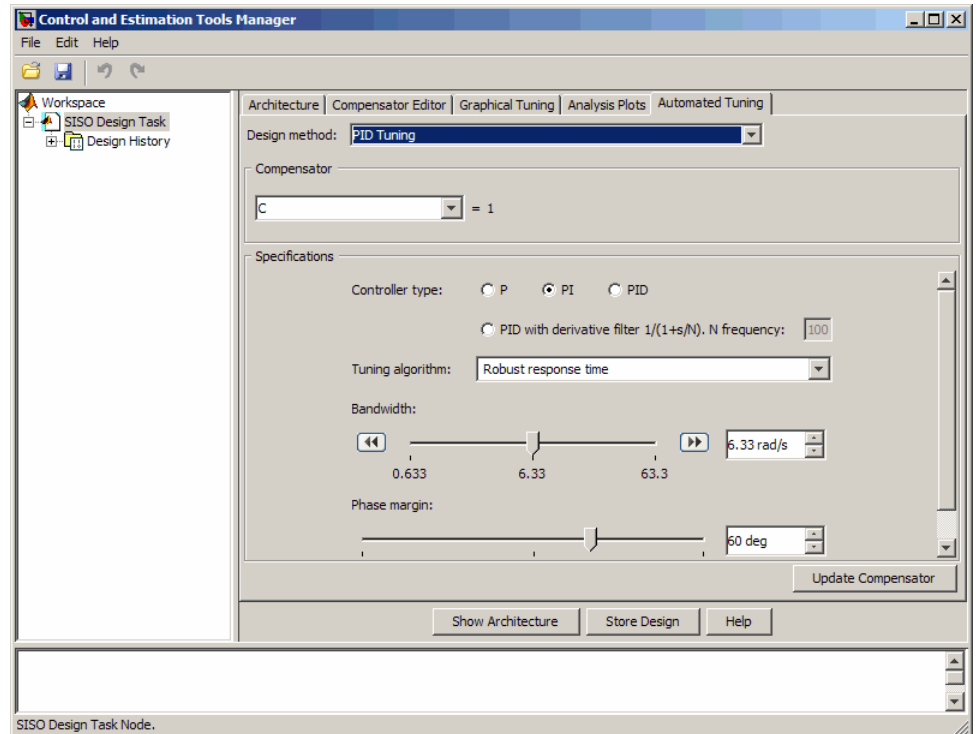 Control and Estimation Tools Manager
File Edit Help
Workspace
SISO Design Task
Design History
Architecture Compensator Editor Graphical Tuning Analysis Plots Automated Tuning
Design method: PID Tuning
Compensator
C = 1
Specifications
Controller type: P PI PID
PID with derivative filter 1/(1+s/N). N frequency: 100
Tuning algorithm: Robust response time
Bandwidth:
6.33 rad/s
0.633 6.33 63.3
Phase margin:
60 deg
Update Compensator
Show Architecture Store Design Help
SISO Design Task Node.